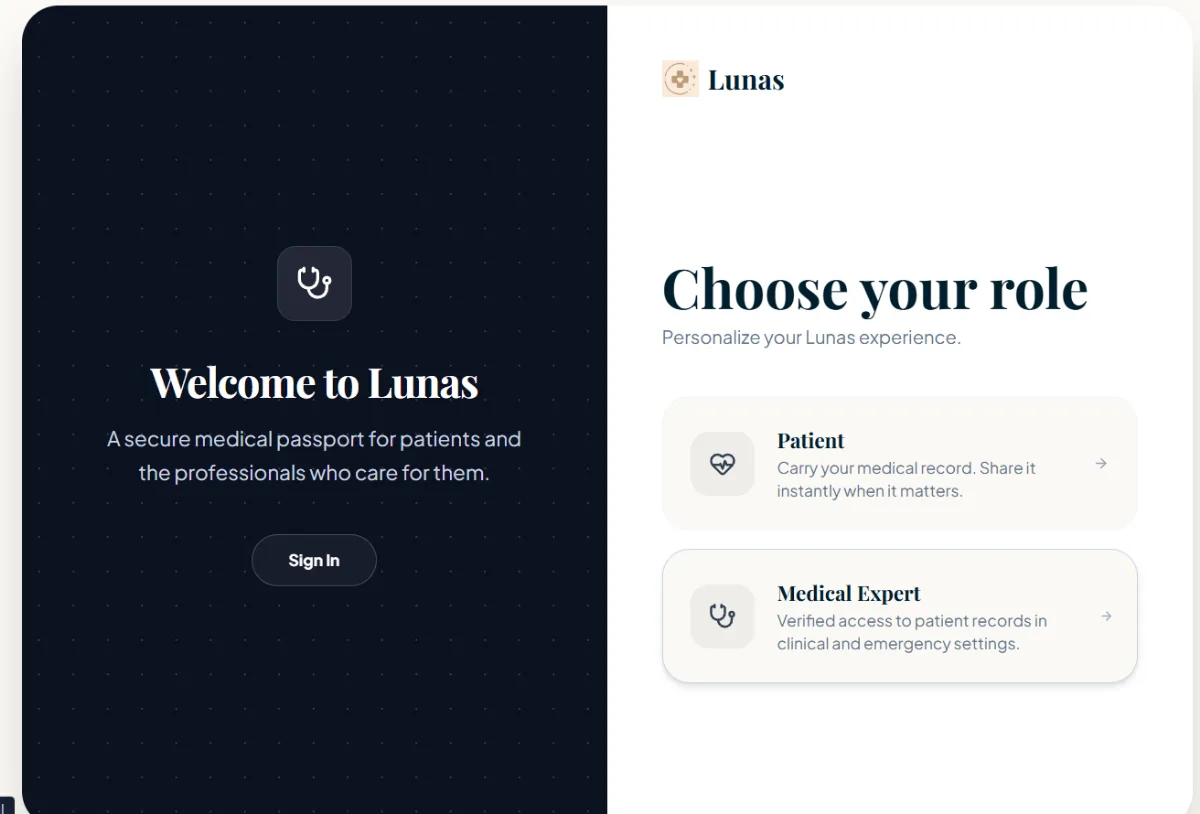 Welcome to Lunas
A secure medical passport for patients and
the professionals who care for them.
Sign In
Lunas
Choose your role
Personalize your Lunas experience.
Patient
Carry your medical record. Share it
instantly when it matters.
Medical Expert
Verified access to patient records in
clinical and emergency settings.